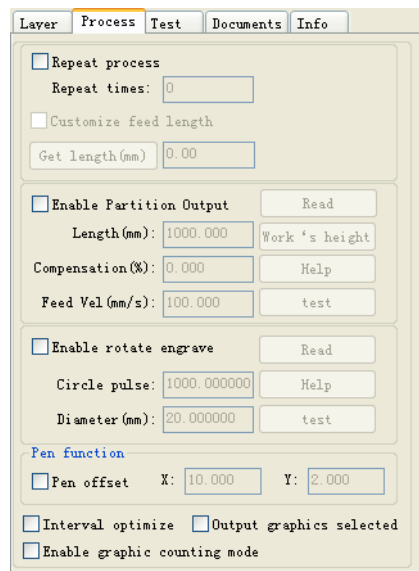 Layer Process Test Documents Info
Repeat process
Repeat times: 0
Customize feed length
Get length(mm) 0.00
Enable Partition Output Read
Length(mm): 1000.000 Work 's height
Compensation(%): 0.000 Help
Feed Vel(mm/s): 100.000 test
Enable rotate engrave Read
Circle pulse: 1000.000000 Help
Diameter(mm): 20.000000 test
Pen function
Pen offset X: 10.000 Y: 2.000
Interval optimize Output graphics selected
Enable graphic counting mode